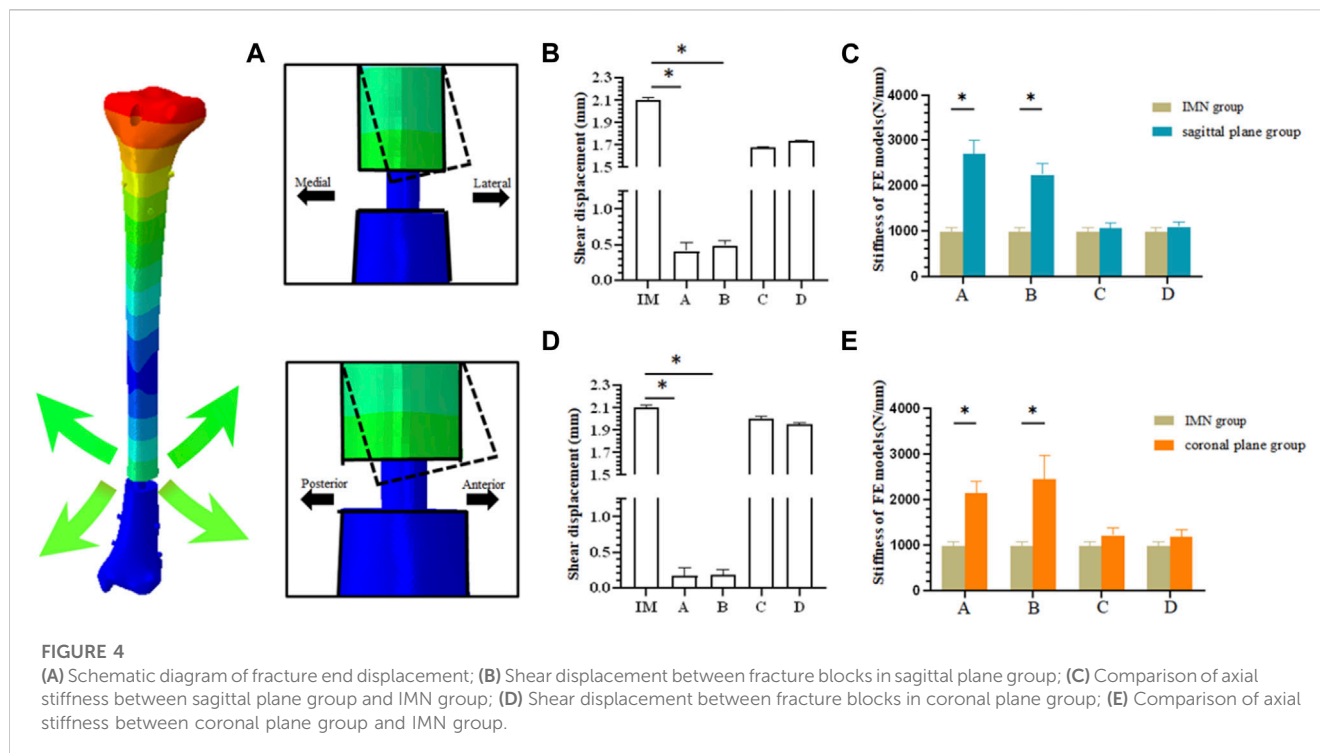 A
Medial
Lateral
Posterior
Anterior
B
Shear displacement (mm)
2.3
2.1
1.9
1.7
1.5
1.0
0.5
0.0
*
*
IM A B C D
C
Stiffness of FE models(N/mm)
4000
3000
2000
1000
0
* *
IMN group
sagittal plane group
A B C D
D
Shear displacement (mm)
2.3
2.1
1.9
1.7
1.5
1.0
0.5
0.0
*
*
IM A B C D
E
Stiffness of FE models(N/mm)
4000
3000
2000
1000
0
* *
IMN group
coronal plane group
A B C D
FIGURE 4
(A) Schematic diagram of fracture end displacement; (B) Shear displacement between fracture blocks in sagittal plane group; (C) Comparison of axial
stiffness between sagittal plane group and IMN group; (D) Shear displacement between fracture blocks in coronal plane group; (E) Comparison of axial
stiffness between coronal plane group and IMN group.